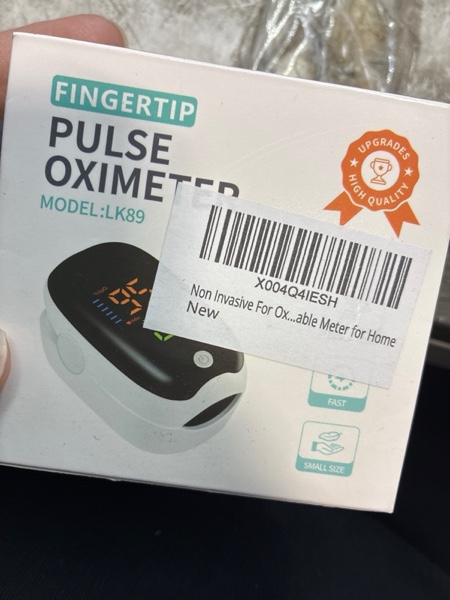 FINGERTIP
PULSE
OXIMETER
MODEL:LK89
UPGRADES
HIGH QUALITY
X004Q4IESH
Non Invasive For Ox...able Meter for Home
New
FAST
SMALL SIZE